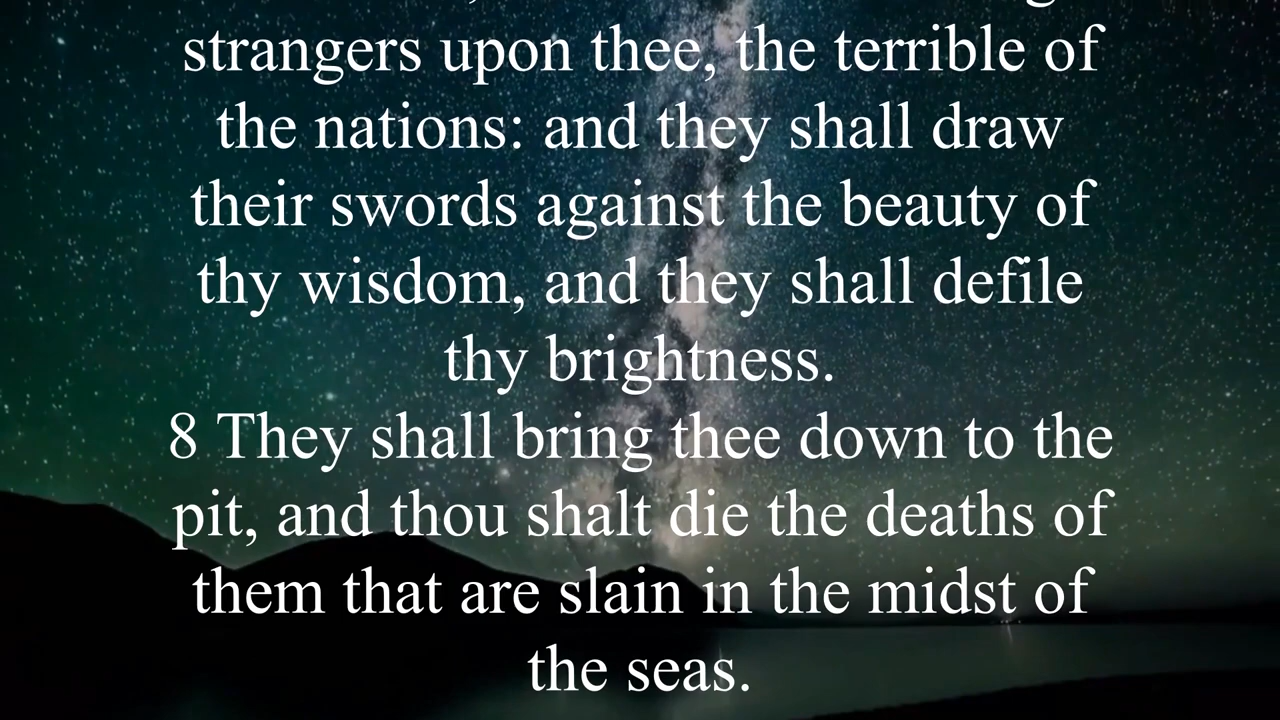 strangers upon thee, the terrible of
the nations: and they shall draw
their swords against the beauty of
thy wisdom, and they shall defile
thy brightness.
8 They shall bring thee down to the
pit, and thou shalt die the deaths of
them that are slain in the midst of
the seas.